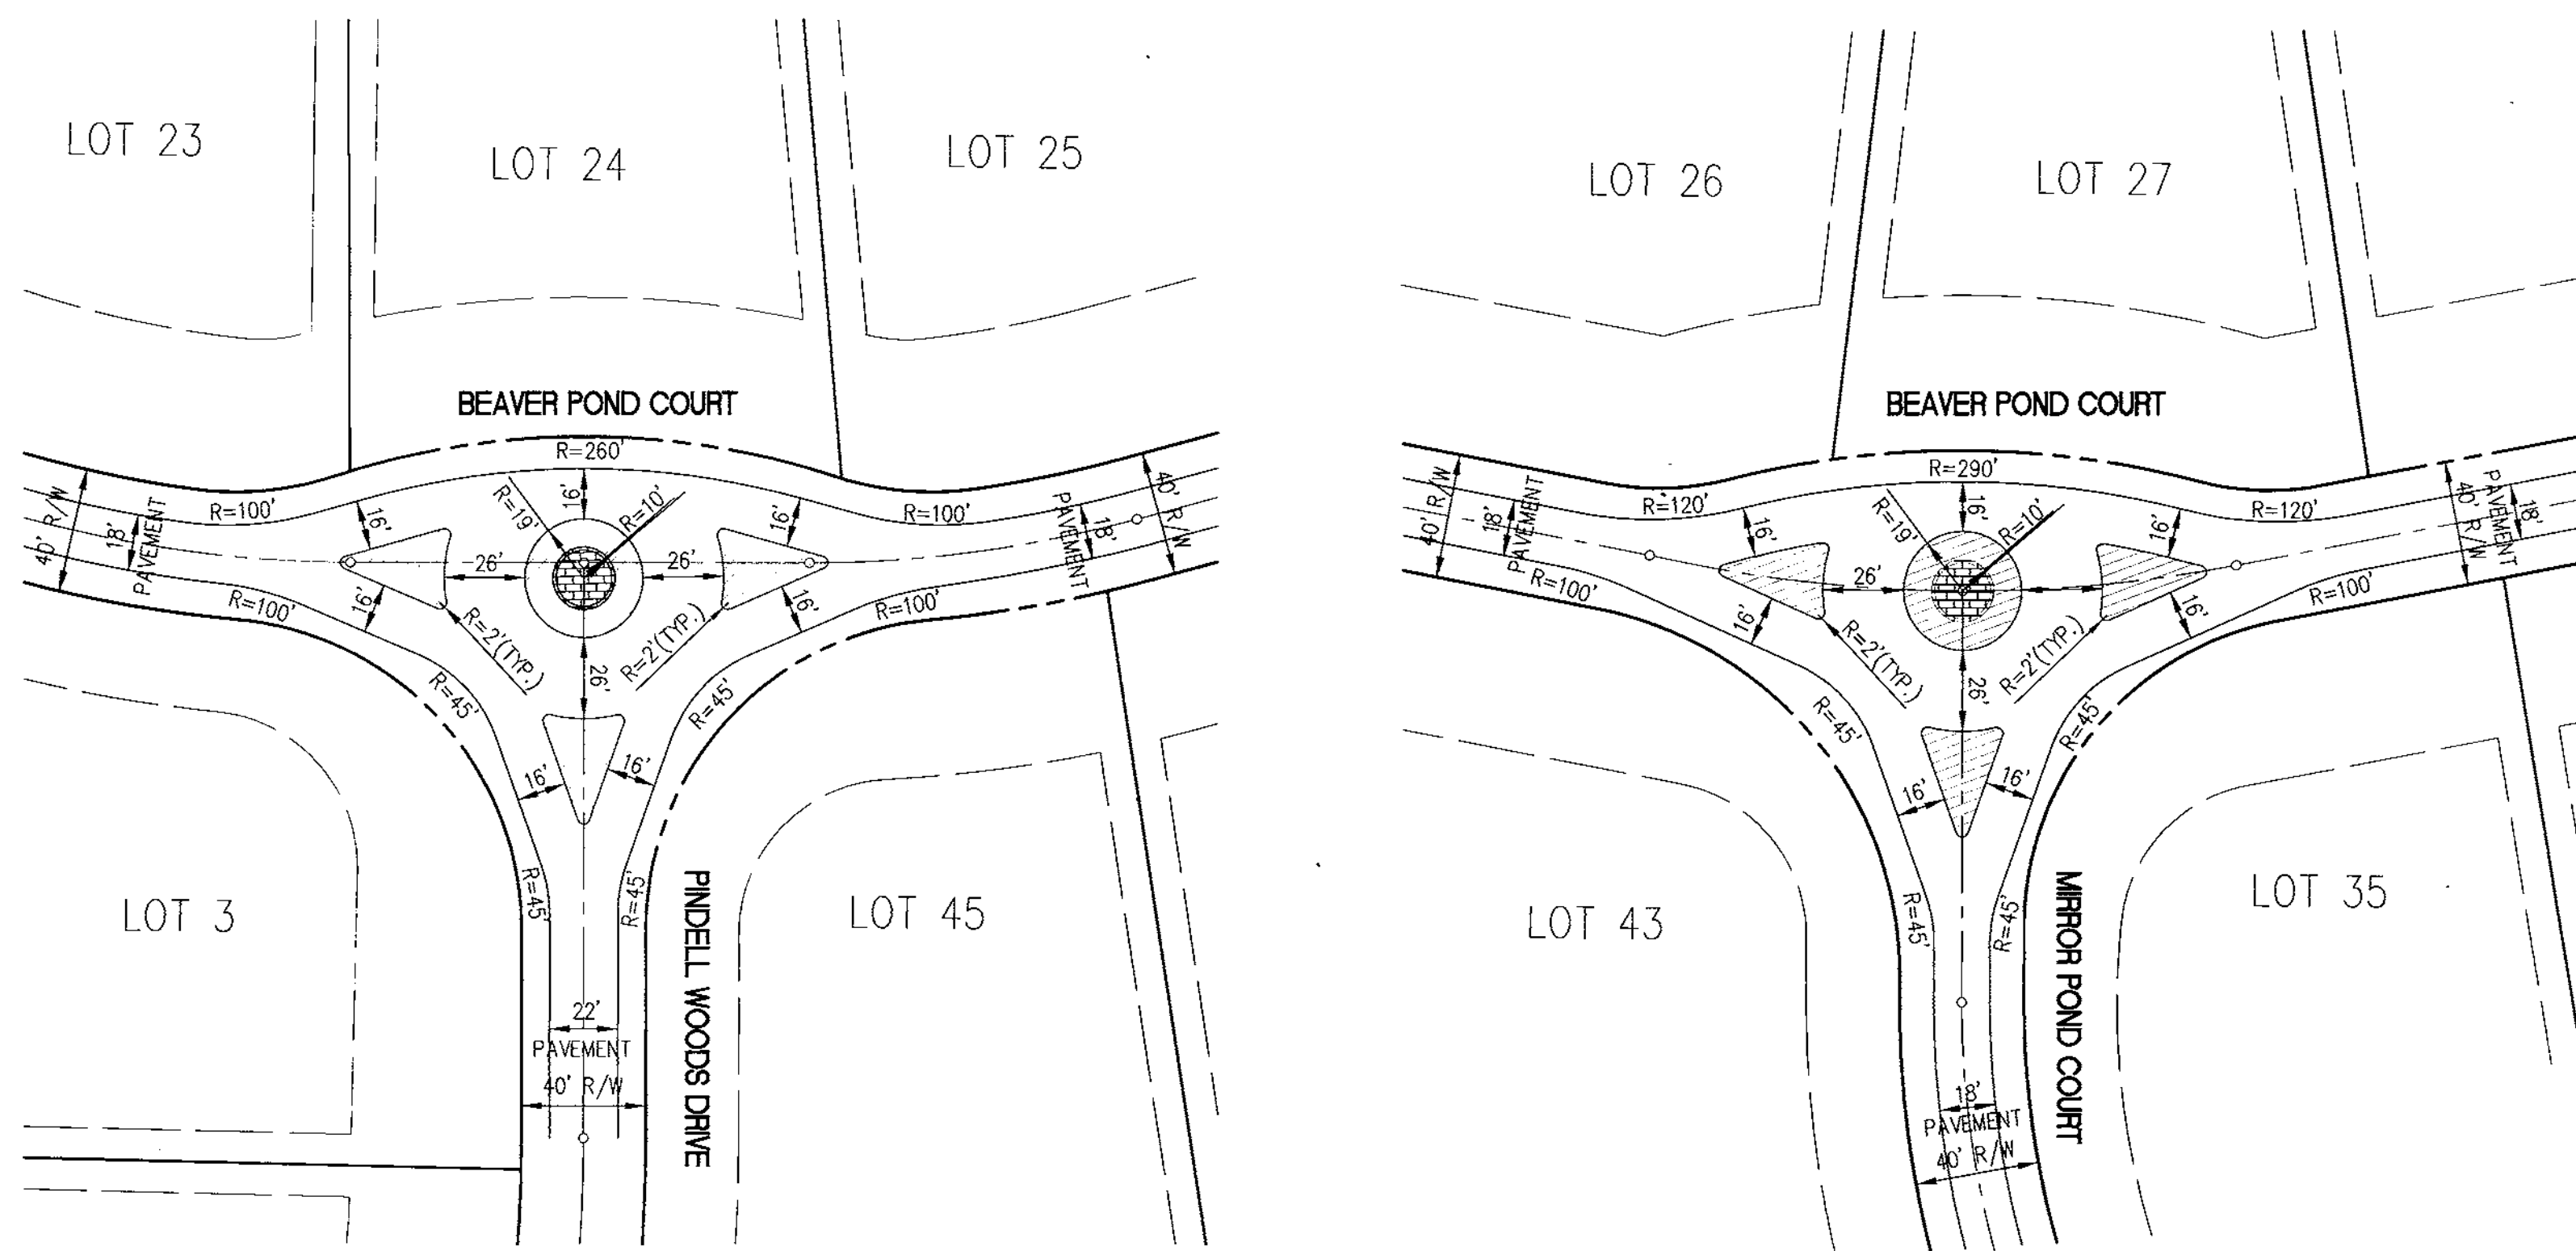 LOT 23
LOT 24
LOT 25
BEAVER POND COURT
R=260'
40' R/W
18'
PAVEMENT
R=100'
16'
R=19'
16'
R=10'
16'
R=100'
PAVEMENT
18'
40' R/W
26'
26'
R=100'
16'
R=2'(TYP.)
R=2'(TYP.)
16'
R=100'
26'
R=45'
R=45'
16'
16'
R=45'
R=45'
LOT 3
LOT 45
PINDELL WOODS DRIVE
22'
PAVEMENT
40' R/W
LOT 26
LOT 27
BEAVER POND COURT
R=290'
40' R/W
18'
PAVEMENT
R=120'
16'
R=19'
16'
R=10'
16'
R=120'
40' R/W
PAVEMENT
18'
26'
R=100'
16'
R=2'(TYP.)
R=2'(TYP.)
16'
R=100'
26'
R=45'
R=45'
16'
16'
R=45'
R=45'
LOT 43
LOT 35
MIRROR POND COURT
18'
PAVEMENT
40' R/W